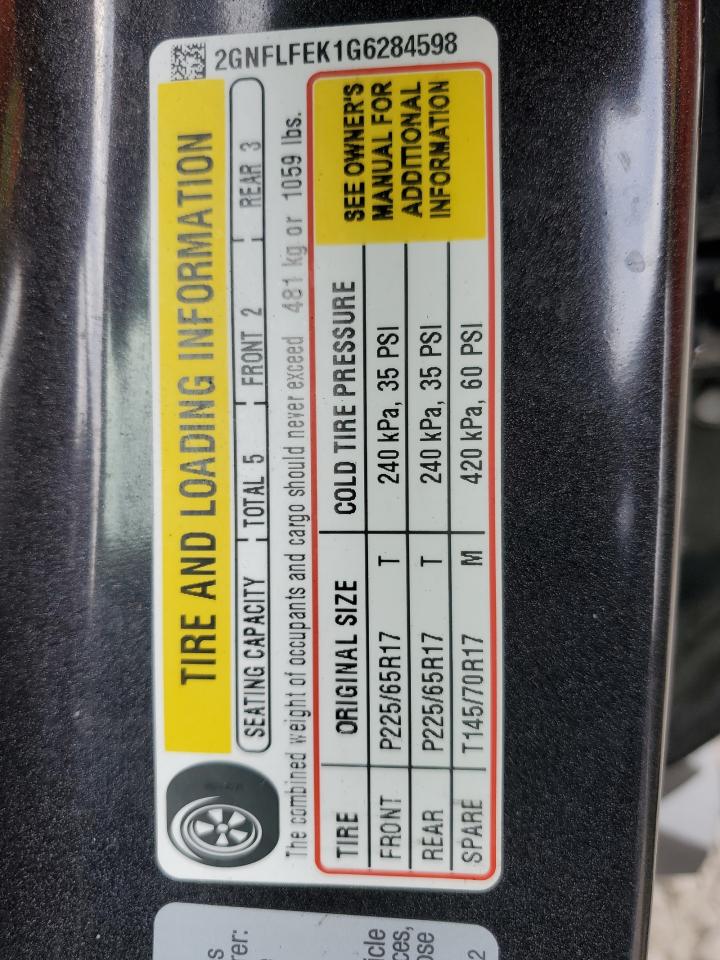 2GNFLFEK1G6284598
TIRE AND LOADING INFORMATION
SEATING CAPACITY TOTAL 5 FRONT 2 REAR 3
The combined weight of occupants and cargo should never exceed 481 kg or 1059 lbs.
TIRE ORIGINAL SIZE COLD TIRE PRESSURE
FRONT P225/65R17 T 240 kPa, 35 PSI
REAR P225/65R17 T 240 kPa, 35 PSI
SPARE T145/70R17 M 420 kPa, 60 PSI
SEE OWNER'S
MANUAL FOR
ADDITIONAL
INFORMATION